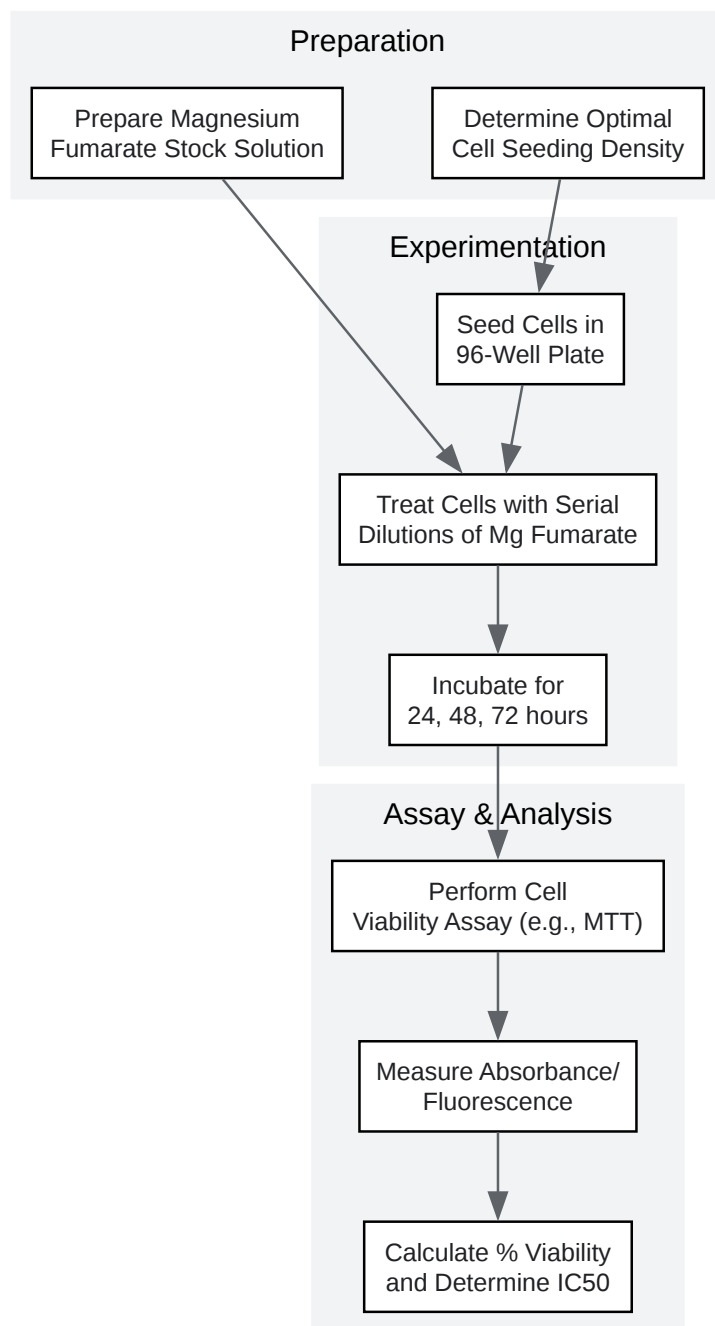 Preparation
Prepare Magnesium
Fumarate Stock Solution
Determine Optimal
Cell Seeding Density
Experimentation
Seed Cells in
96-Well Plate
Treat Cells with Serial
Dilutions of Mg Fumarate
Incubate for
24, 48, 72 hours
Assay & Analysis
Perform Cell
Viability Assay (e.g., MTT)
Measure Absorbance/
Fluorescence
Calculate % Viability
and Determine IC50